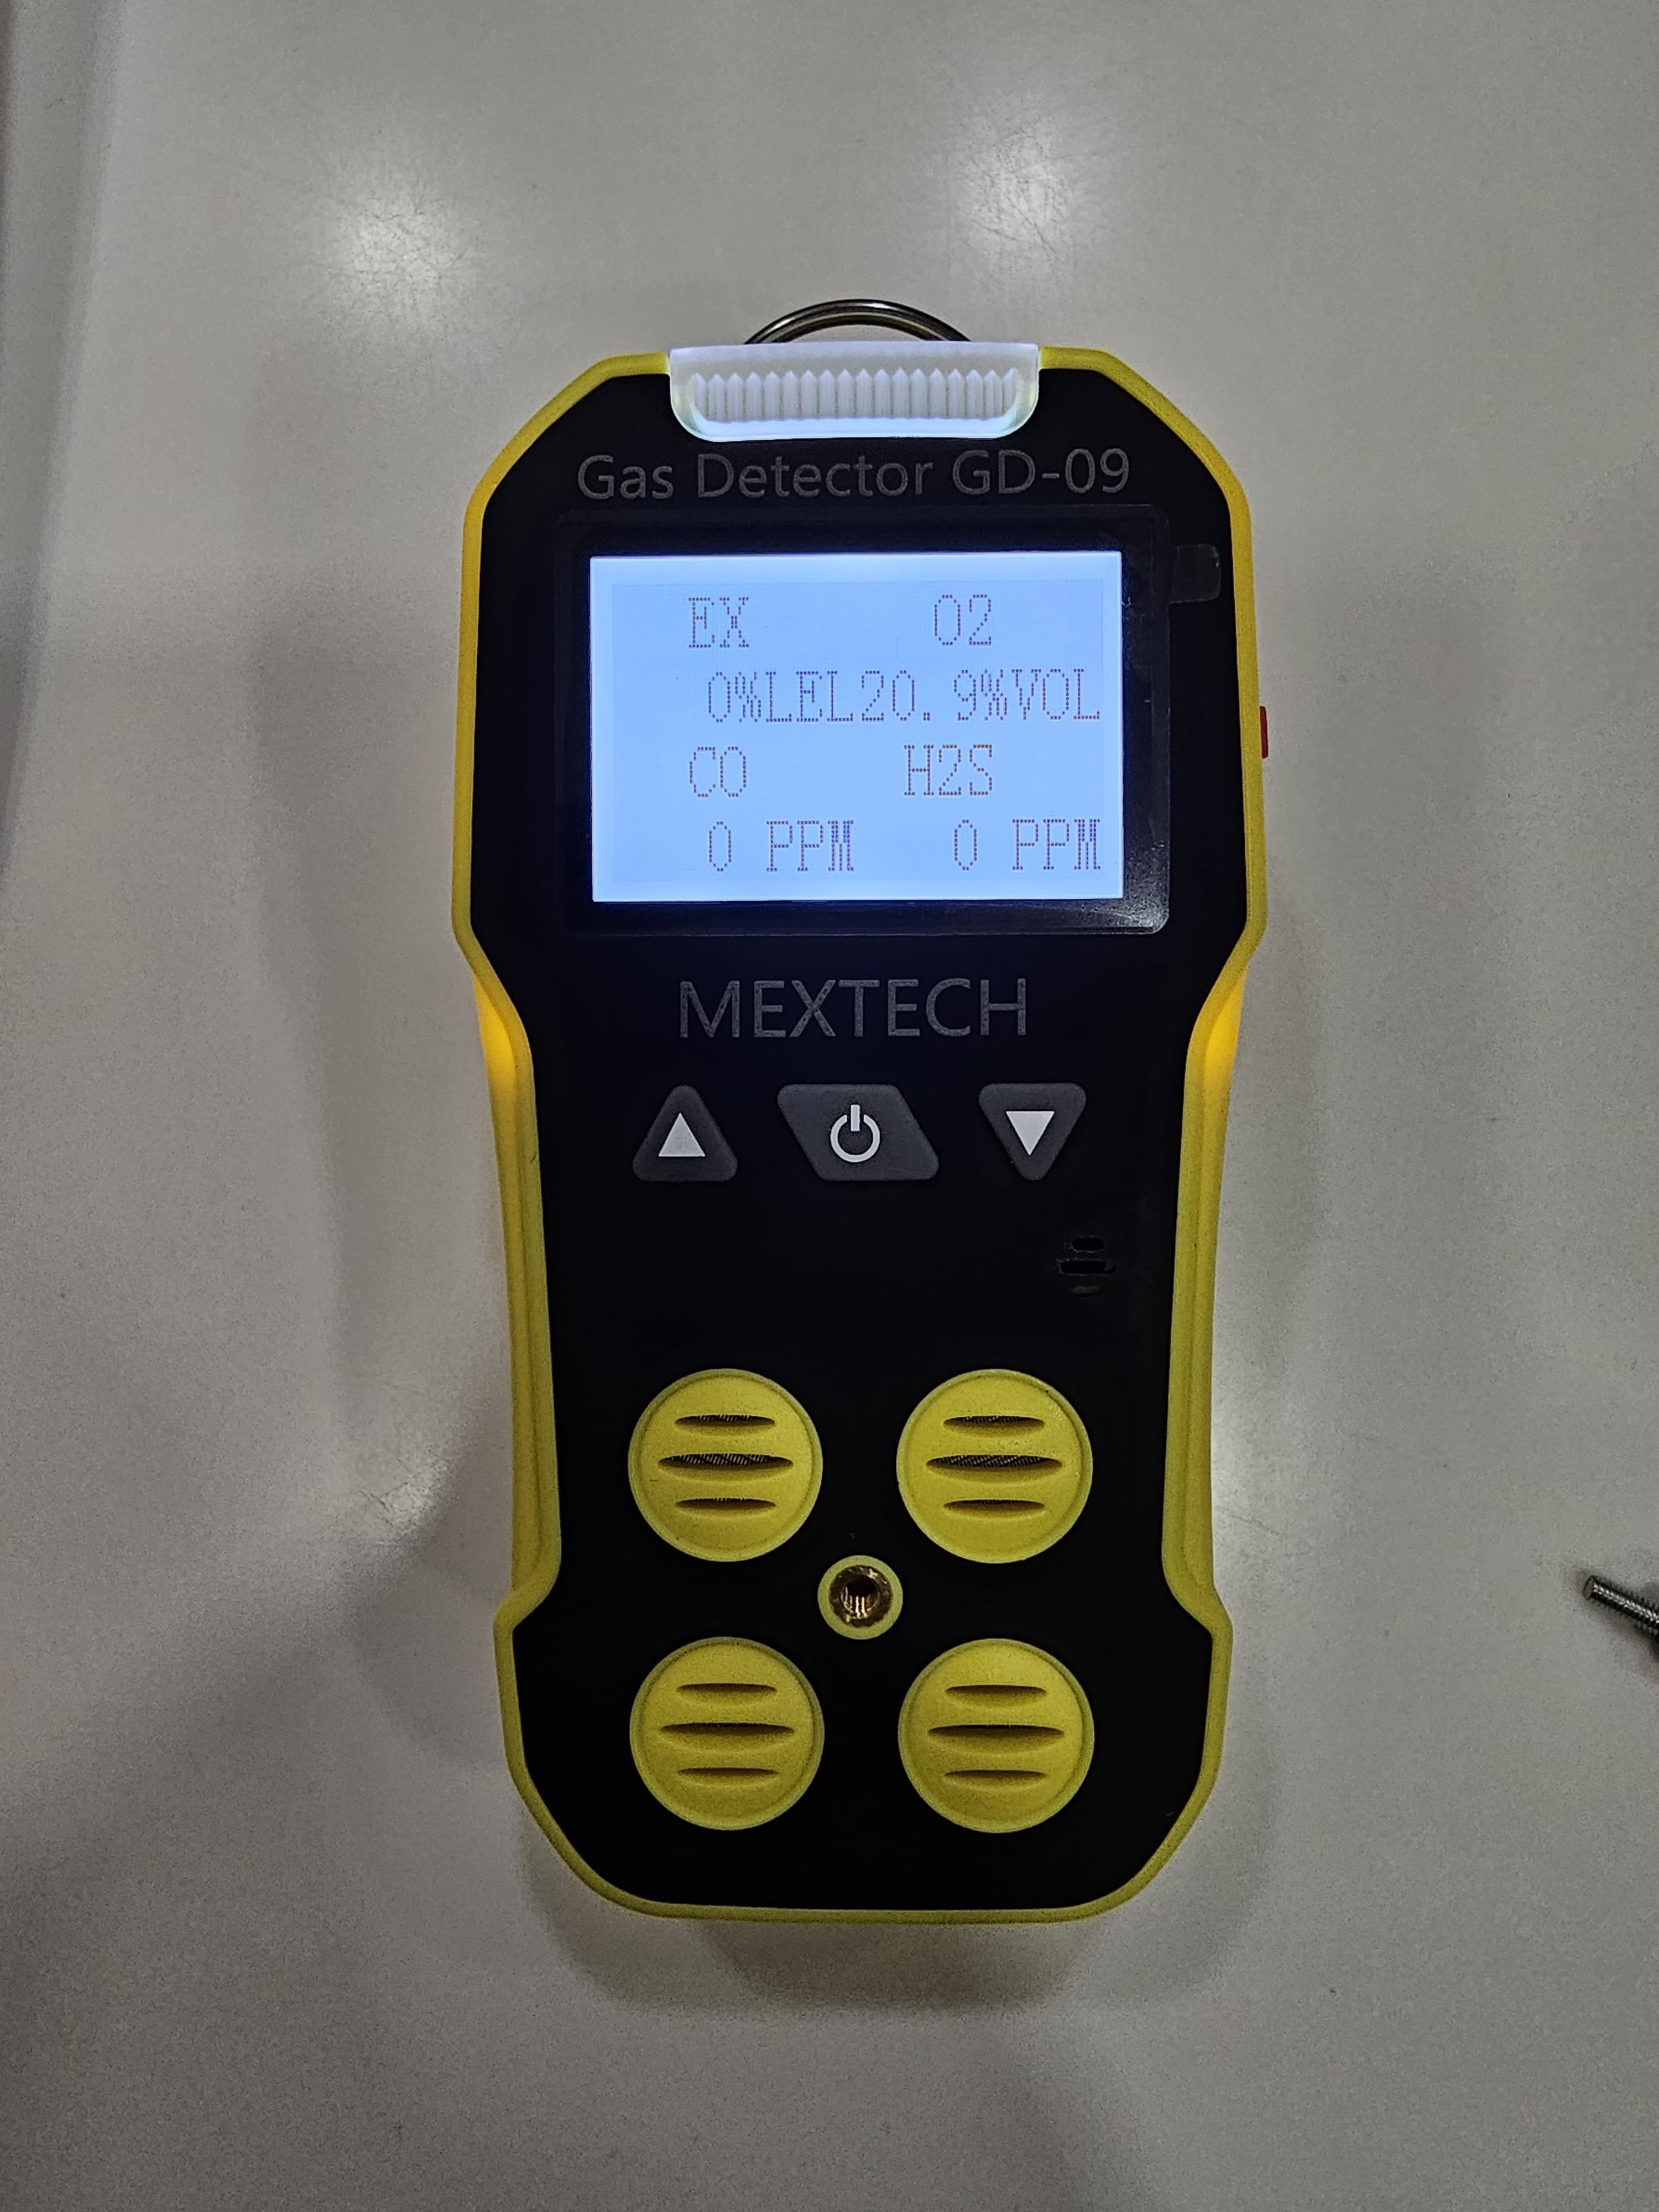 Gas Detector GD-09
EX O2
0%LEL20.9%VOL
CO H2S
0 PPM 0 PPM
MEXTECH